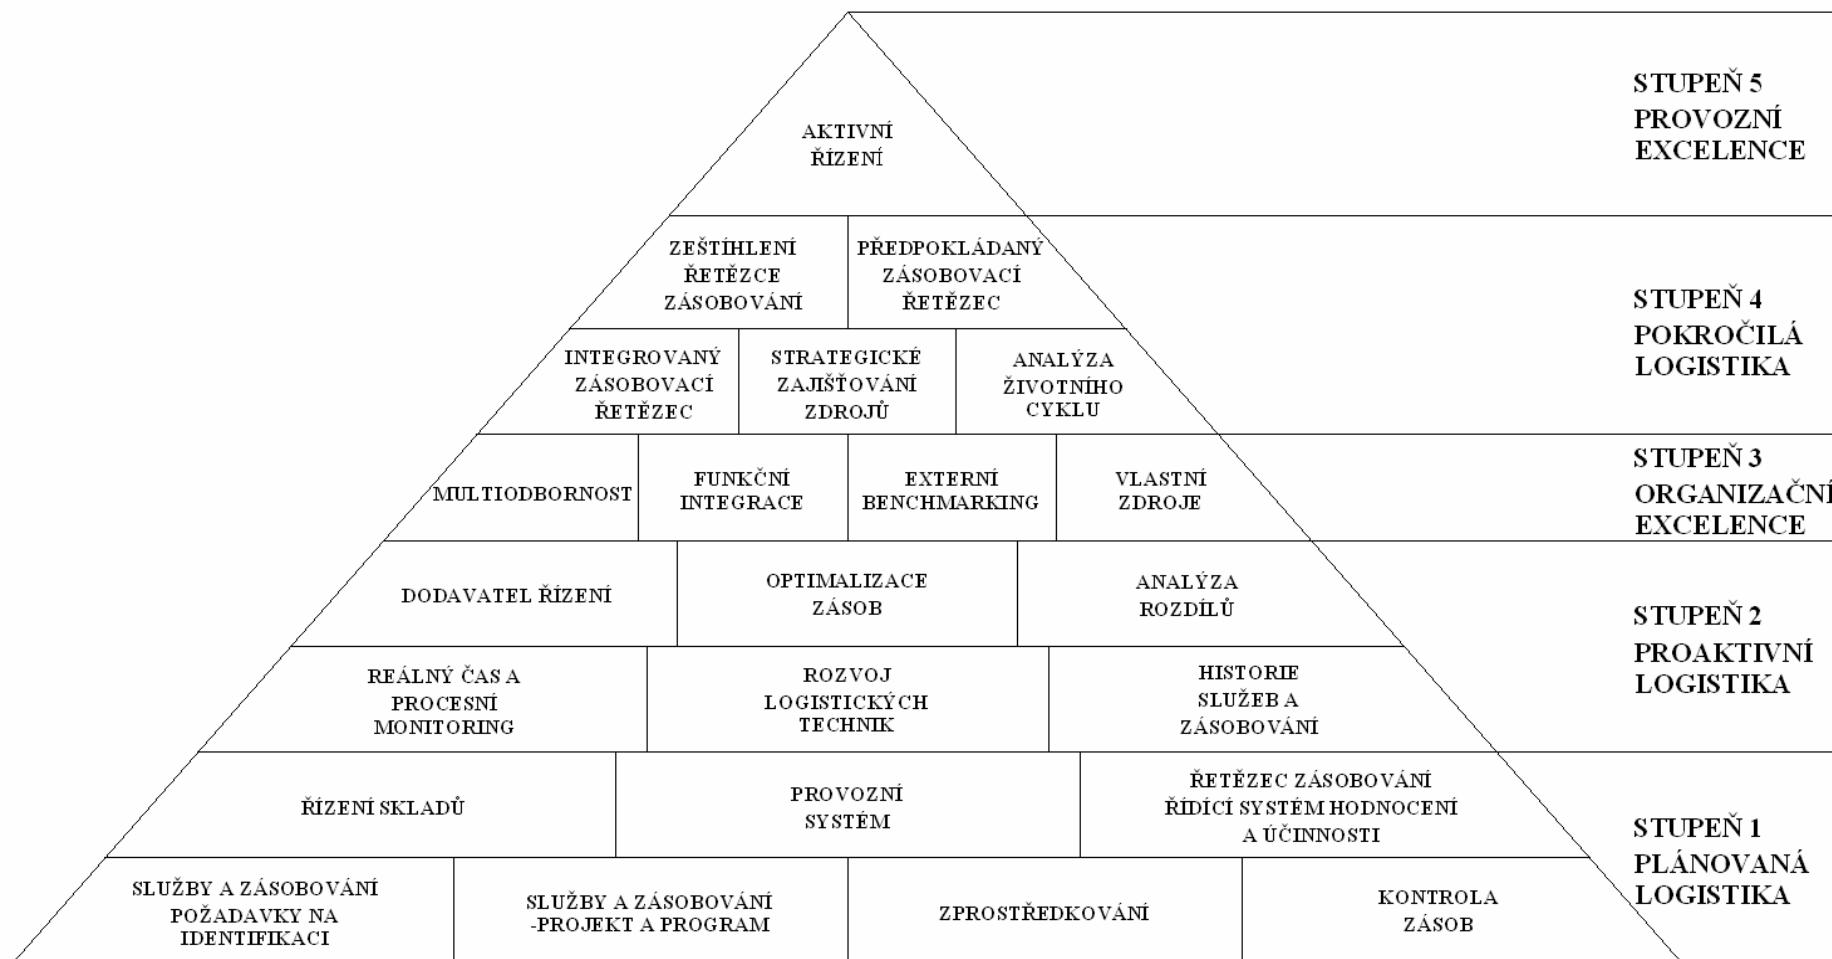 AKTIVNÍ
ŘÍZENÍ
STUPEŇ 5
PROVOZNÍ
EXCELENCE
ZEŠTÍHLENÍ
ŘETĚZCE
ZÁSOBOVÁNÍ
PŘEDPOKLÁDANÝ
ZÁSOBOVACÍ
ŘETĚZEC
INTEGROVANÝ
ZÁSOBOVACÍ
ŘETĚZEC
STRATEGICKÉ
ZAJIŠŤOVÁNÍ
ZDROJŮ
ANALÝZA
ŽIVOTNÍHO
CYKLU
STUPEŇ 4
POKROČILÁ
LOGISTIKA
MULTIODBORNOST
FUNKČNÍ
INTEGRACE
EXTERNÍ
BENCHMARKING
VLASTNÍ
ZDROJE
STUPEŇ 3
ORGANIZAČNÍ
EXCELENCE
DODAVATEL ŘÍZENÍ
OPTIMALIZACE
ZÁSOB
ANALÝZA
ROZDÍLŮ
REÁLNÝ ČAS A
PROCESNÍ
MONITORING
ROZVOJ
LOGISTICKÝCH
TECHNIK
HISTORIE
SLUŽEB A
ZÁSOBOVÁNÍ
STUPEŇ 2
PROAKTIVNÍ
LOGISTIKA
ŘÍZENÍ SKLADŮ
PROVOZNÍ
SYSTÉM
ŘETĚZEC ZÁSOBOVÁNÍ
ŘÍDÍCÍ SYSTÉM HODNOCENÍ
A ÚČINNOSTI
SLUŽBY A ZÁSOBOVÁNÍ
POŽADAVKY NA
IDENTIFIKACI
SLUŽBY A ZÁSOBOVÁNÍ
-PROJEKT A PROGRAM
ZPROSTŘEDKOVÁNÍ
KONTROLA
ZÁSOB
STUPEŇ 1
PLÁNOVANÁ
LOGISTIKA